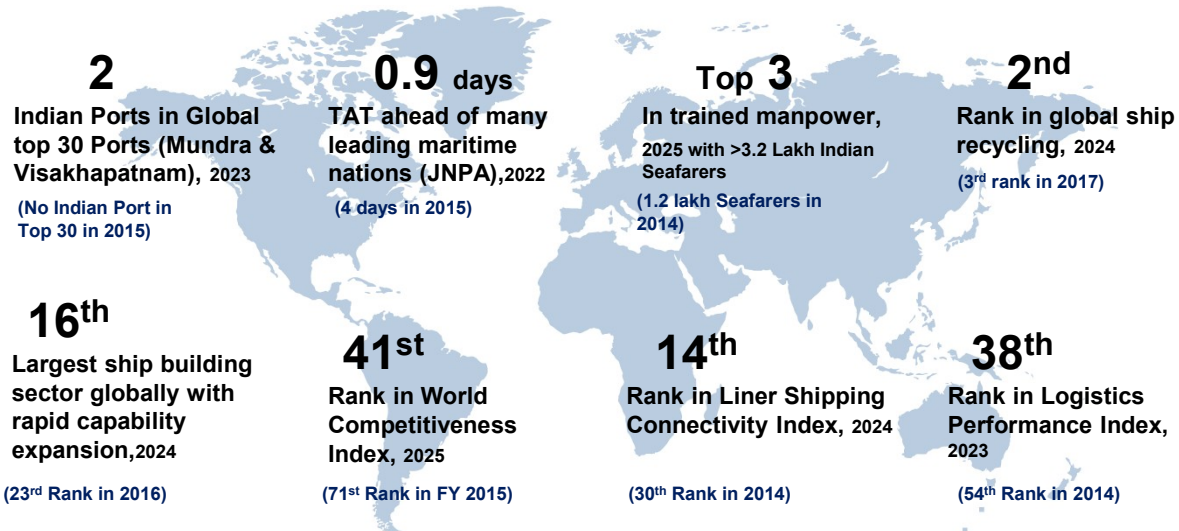 2
Indian Ports in Global
top 30 Ports (Mundra &
Visakhapatnam), 2023
(No Indian Port in
Top 30 in 2015)
0.9 days
TAT ahead of many
leading maritime
nations (JNPA),2022
(4 days in 2015)
Top 3
In trained manpower,
2025 with >3.2 Lakh Indian
Seafarers
(1.2 lakh Seafarers in
2014)
2nd
Rank in global ship
recycling, 2024
(3rd rank in 2017)
16th
Largest ship building
sector globally with
rapid capability
expansion,2024
(23rd Rank in 2016)
41st
Rank in World
Competitiveness
Index, 2025
(71st Rank in FY 2015)
14th
Rank in Liner Shipping
Connectivity Index, 2024
(30th Rank in 2014)
38th
Rank in Logistics
Performance Index,
2023
(54th Rank in 2014)